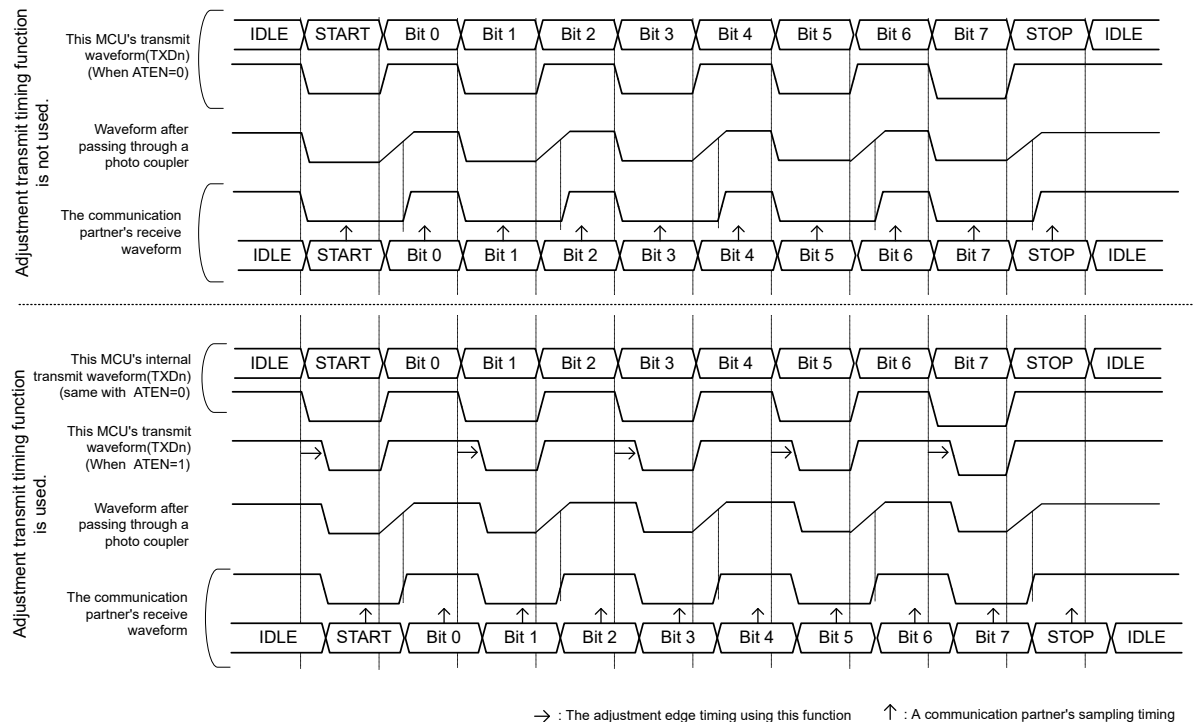 Adjustment transmit timing function
is not used.
This MCU's transmit
waveform(TXDn)
(When ATEN=0)
IDLE START Bit 0 Bit 1 Bit 2 Bit 3 Bit 4 Bit 5 Bit 6 Bit 7 STOP IDLE
Waveform after
passing through a
photo coupler
The communication
partner's receive
waveform
IDLE START Bit 0 Bit 1 Bit 2 Bit 3 Bit 4 Bit 5 Bit 6 Bit 7 STOP IDLE
Adjustment transmit timing function
is used.
This MCU's internal
transmit waveform(TXDn)
(same with ATEN=0)
IDLE START Bit 0 Bit 1 Bit 2 Bit 3 Bit 4 Bit 5 Bit 6 Bit 7 STOP IDLE
This MCU's transmit
waveform(TXDn)
(When ATEN=1)
Waveform after
passing through a
photo coupler
The communication
partner's receive
waveform
IDLE START Bit 0 Bit 1 Bit 2 Bit 3 Bit 4 Bit 5 Bit 6 Bit 7 STOP IDLE
→ : The adjustment edge timing using this function ↑ : A communication partner's sampling timing